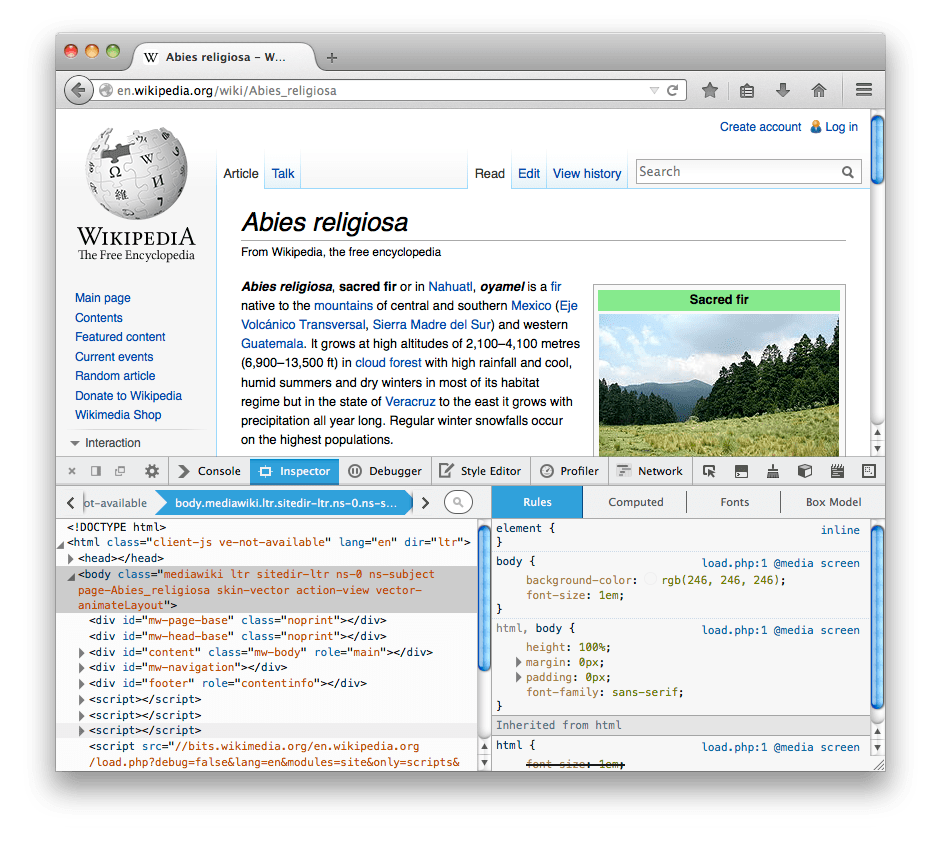 Abies religiosa – W...
en.wikipedia.org/wiki/Abies_religiosa
Create account Log in
Article Talk Read Edit View history Search
WIKIPEDIA
The Free Encyclopedia
Main page
Contents
Featured content
Current events
Random article
Donate to Wikipedia
Wikimedia Shop
Interaction
Abies religiosa
From Wikipedia, the free encyclopedia
Abies religiosa, sacred fir or in Nahuatl, oyamel is a fir
native to the mountains of central and southern Mexico (Eje
Volcánico Transversal, Sierra Madre del Sur) and western
Guatemala. It grows at high altitudes of 2,100–4,100 metres
(6,900–13,500 ft) in cloud forest with high rainfall and cool,
humid summers and dry winters in most of its habitat
regime but in the state of Veracruz to the east it grows with
precipitation all year long. Regular winter snowfalls occur
on the highest populations.
Sacred fir
Console Inspector Debugger Style Editor Profiler Network
ot-available body.mediawiki.ltr.sitedir-ltr.ns-0.ns-s...
<!DOCTYPE html>
<html class="client-js ve-not-available" lang="en" dir="ltr">
<head></head>
<body class="mediawiki ltr sitedir-ltr ns-0 ns-subject
page-Abies_religiosa skin-vector action-view vector-
animateLayout">
<div id="mw-page-base" class="noprint"></div>
<div id="mw-head-base" class="noprint"></div>
<div id="content" class="mw-body" role="main"></div>
<div id="mw-navigation"></div>
<div id="footer" role="contentinfo"></div>
<script></script>
<script></script>
<script></script>
<script src="//bits.wikimedia.org/en.wikipedia.org
/load.php?debug=false&lang=en&modules=site&only=scripts&
Rules Computed Fonts Box Model
element { inline
}
body { load.php:1 @media screen
background-color: rgb(246, 246, 246);
font-size: 1em;
}
html, body { load.php:1 @media screen
height: 100%;
margin: 0px;
padding: 0px;
font-family: sans-serif;
}
Inherited from html
html { load.php:1 @media screen
font-size: 1em;